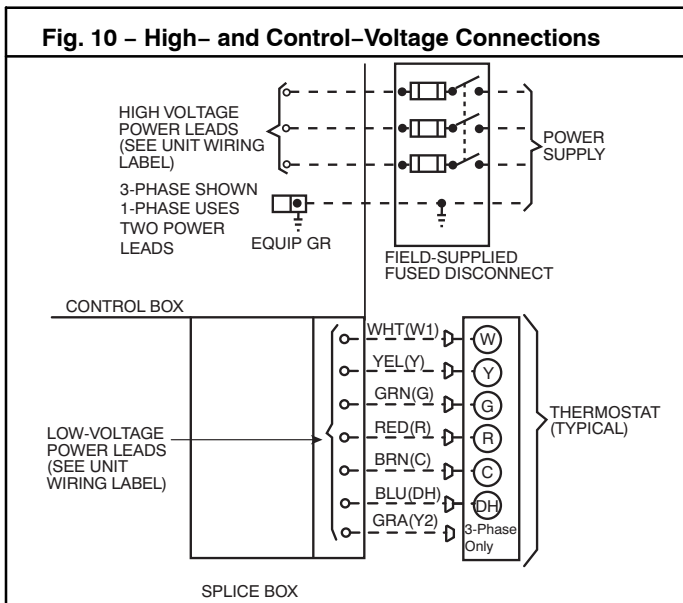 Fig. 10 – High– and Control–Voltage Connections
HIGH VOLTAGE
POWER LEADS
(SEE UNIT WIRING
LABEL)
POWER
SUPPLY
3-PHASE SHOWN
1-PHASE USES
TWO POWER
LEADS
EQUIP GR
FIELD-SUPPLIED
FUSED DISCONNECT
CONTROL BOX
WHT(W1)
W
YEL(Y)
Y
GRN(G)
G
RED(R)
R
BRN(C)
C
BLU(DH)
DH
GRA(Y2)
3-Phase
Only
THERMOSTAT
(TYPICAL)
LOW-VOLTAGE
POWER LEADS
(SEE UNIT
WIRING LABEL)
SPLICE BOX